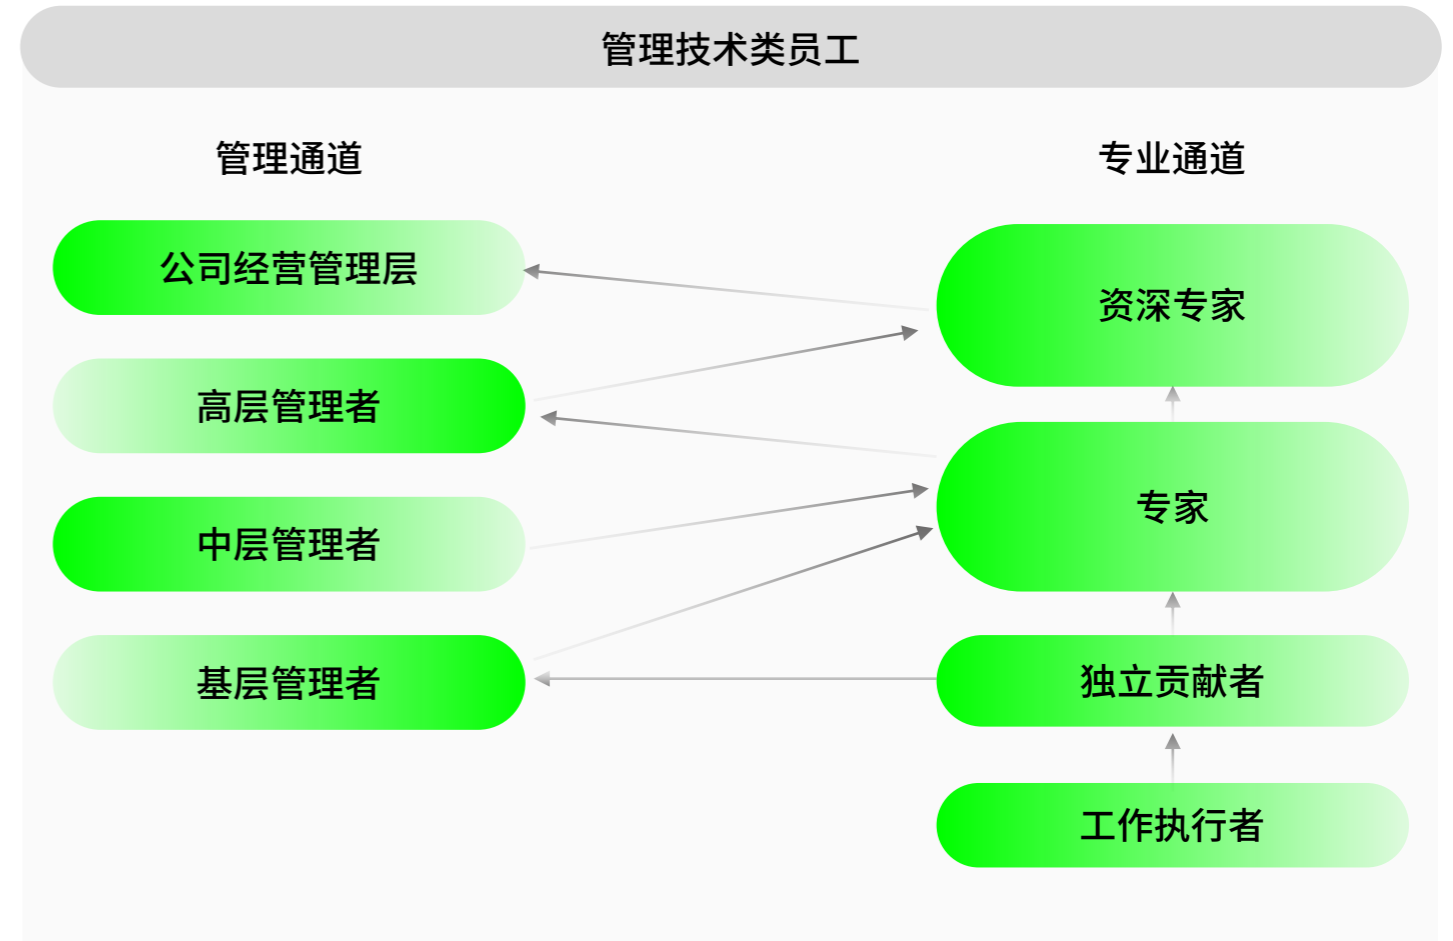 管理技术类员工
管理通道
专业通道
公司经营管理层
资深专家
高层管理者
专家
中层管理者
基层管理者
独立贡献者
工作执行者